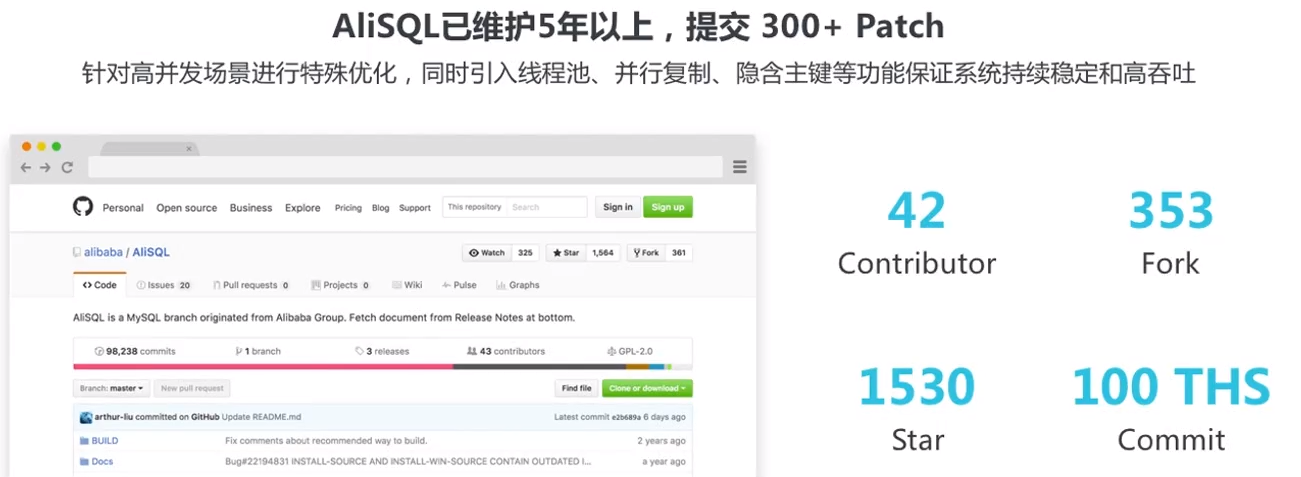 AliSQL已维护5年以上，提交 300+ Patch
针对高并发场景进行特殊优化，同时引入线程池、并行复制、隐含主键等功能保证系统持续稳定和高吞吐
Personal Open source Business Explore Pricing Blog Support This repository Search Sign in Sign up
alibaba / AliSQL Watch 325 Star 1,564 Fork 361
Code Issues 20 Pull requests 0 Projects 0 Wiki Pulse Graphs
AliSQL is a MySQL branch originated from Alibaba Group. Fetch document from Release Notes at bottom.
98,238 commits 1 branch 3 releases 43 contributors GPL-2.0
Branch: master New pull request Find file Clone or download
arthur-liu committed on GitHub Update README.md Latest commit e2b689a 6 days ago
BUILD Fix comments about recommended way to build. 2 years ago
Docs Bug#22194831 INSTALL-SOURCE AND INSTALL-WIN-SOURCE CONTAIN OUTDATED I... a year ago
42 353
Contributor Fork
1530 100 THS
Star Commit